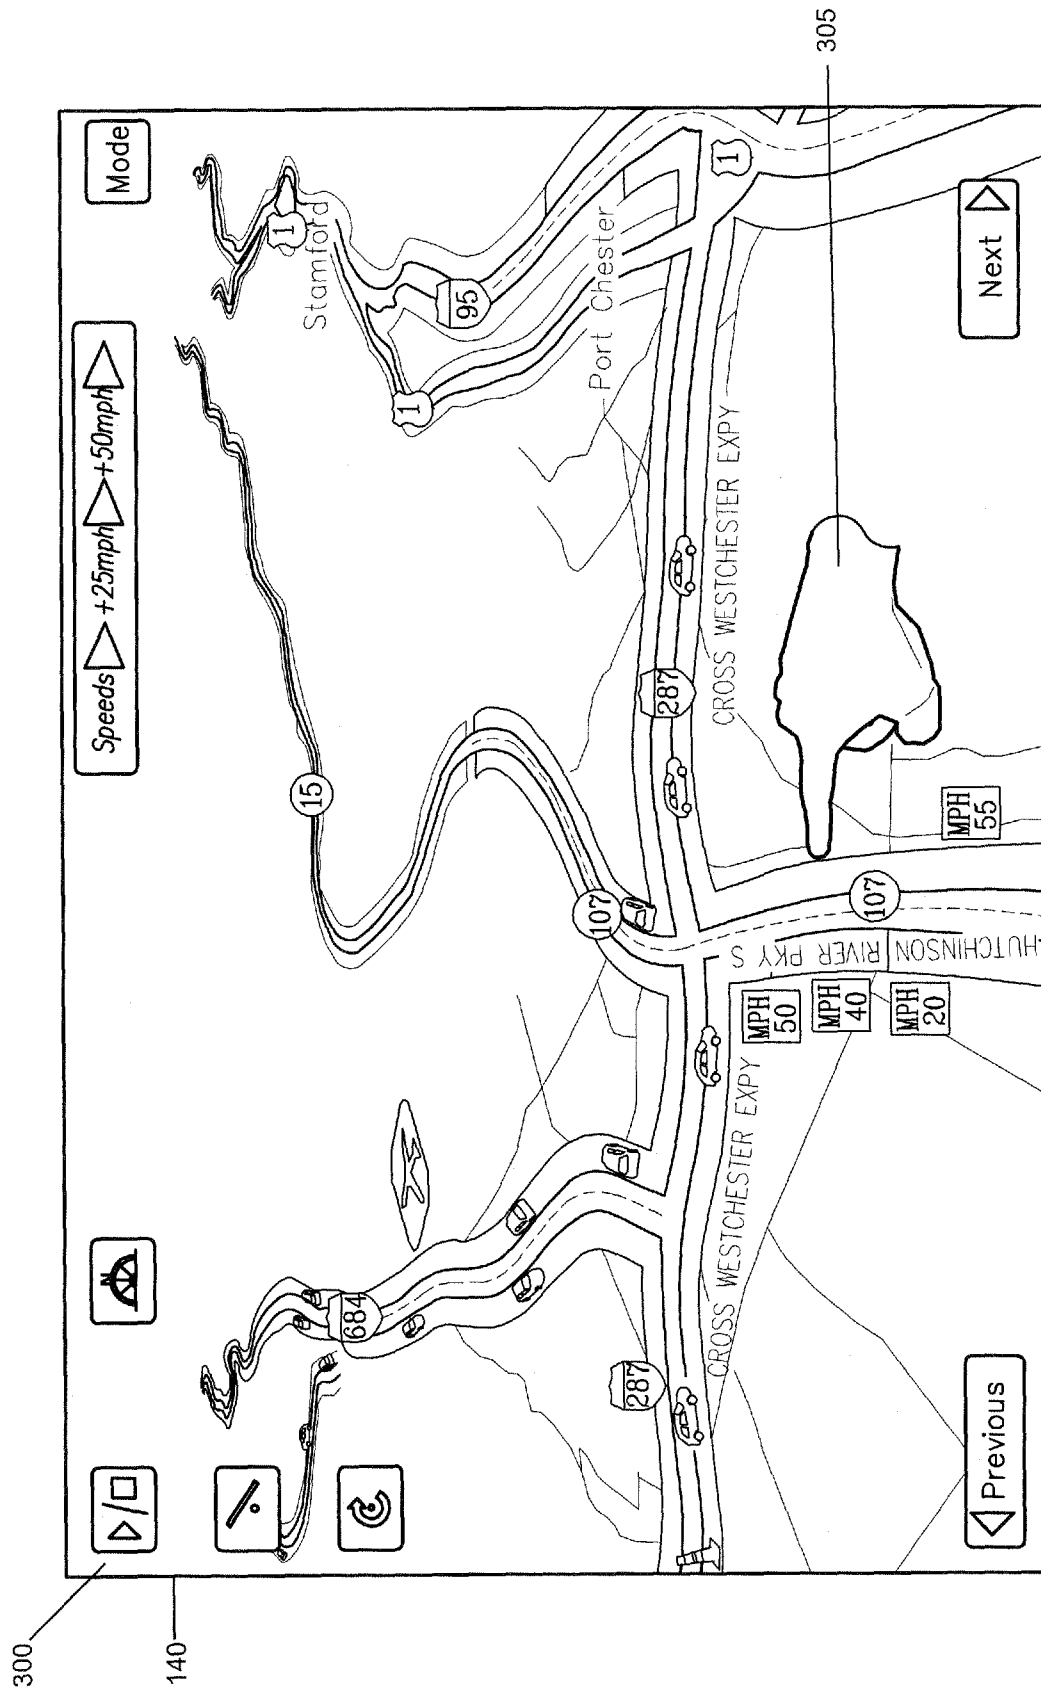 Speeds +25mph +50mph
Mode
N
684
15
1
Stamford
95
1
Port Chester
107
287
287
1
CROSS WESTCHESTER EXPY
CROSS WESTCHESTER EXPY
HUTCHINSON RIVER PKY S
107
MPH
50
MPH
40
MPH
20
MPH
55
Previous
Next
300
140
305